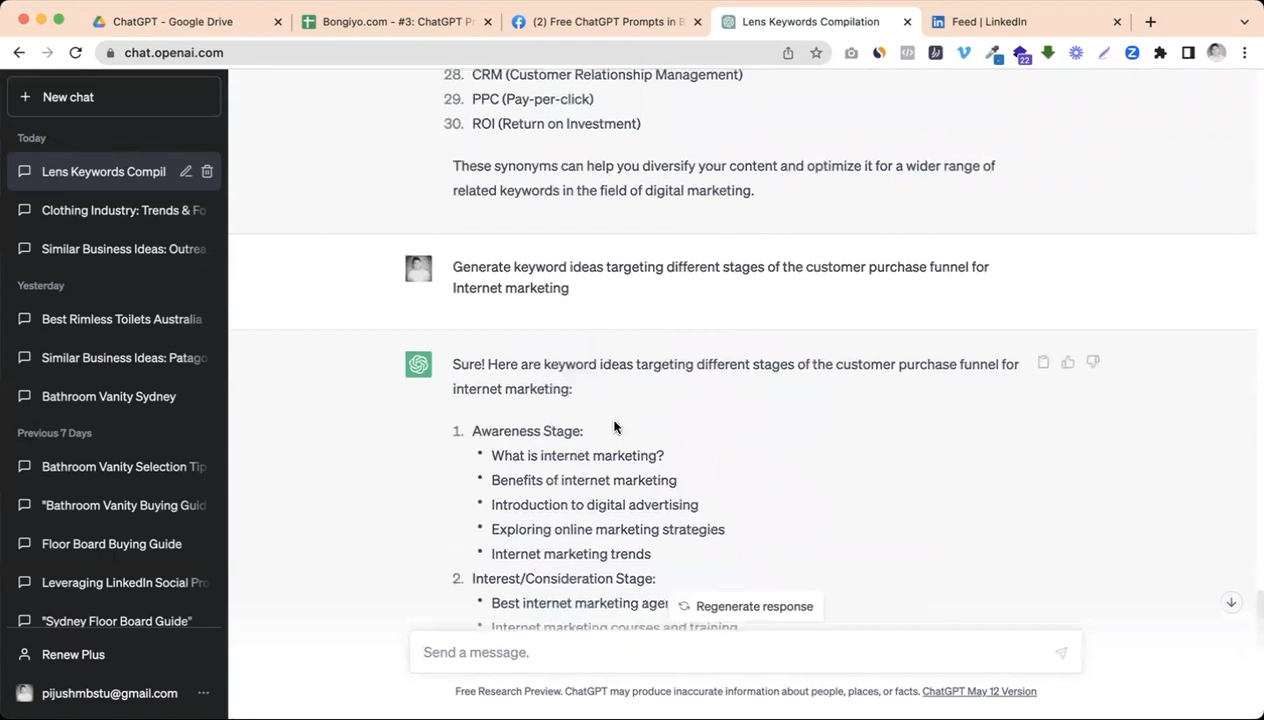 ChatGPT - Google Drive
Bongiyo.com - #3: ChatGPT Pr
(2) Free ChatGPT Prompts in B
Lens Keywords Compilation
Feed | LinkedIn
chat.openai.com
22
New chat
Today
Lens Keywords Compil
Clothing Industry: Trends & Fo
Similar Business Ideas: Outrea
Yesterday
Best Rimless Toilets Australia
Similar Business Ideas: Patago
Bathroom Vanity Sydney
Previous 7 Days
Bathroom Vanity Selection Tip
"Bathroom Vanity Buying Guid
Floor Board Buying Guide
Leveraging LinkedIn Social Pro
"Sydney Floor Board Guide"
Renew Plus
pijushmbstu@gmail.com
28. CRM (Customer Relationship Management)
29. PPC (Pay-per-click)
30. ROI (Return on Investment)
These synonyms can help you diversify your content and optimize it for a wider range of
related keywords in the field of digital marketing.
Generate keyword ideas targeting different stages of the customer purchase funnel for
Internet marketing
Sure! Here are keyword ideas targeting different stages of the customer purchase funnel for
internet marketing:
1. Awareness Stage:
• What is internet marketing?
• Benefits of internet marketing
• Introduction to digital advertising
• Exploring online marketing strategies
• Internet marketing trends
2. Interest/Consideration Stage:
• Best internet marketing agen
Regenerate response
Internet marketing courses and training
Send a message.
Free Research Preview. ChatGPT may produce inaccurate information about people, places, or facts. ChatGPT May 12 Version